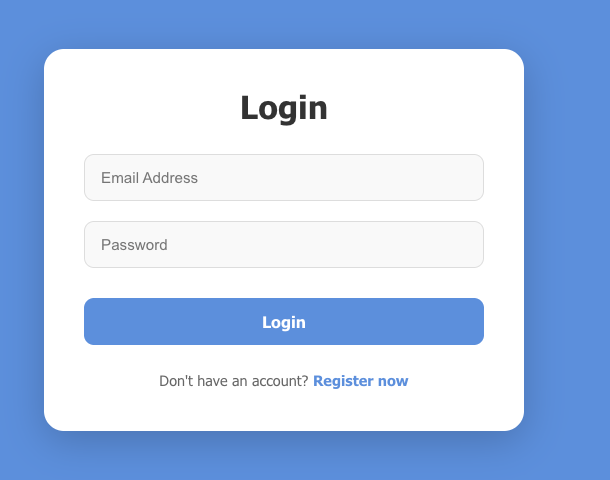 Login
Email Address
Password
Login
Don't have an account? Register now